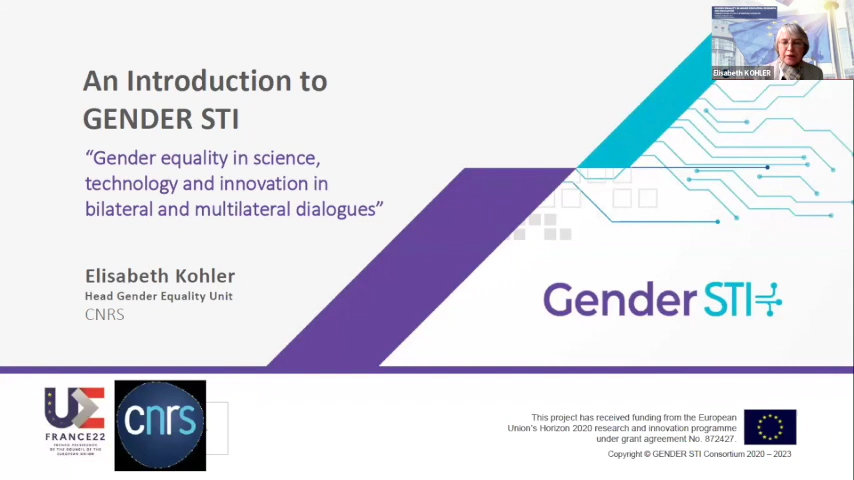 An Introduction to
GENDER STI
“Gender equality in science,
technology and innovation in
bilateral and multilateral dialogues”
Elisabeth Kohler
Head Gender Equality Unit
CNRS
Elisabeth KOHLER
Gender STI
UE
FRANCE22
cnrs
This project has received funding from the European
Union’s Horizon 2020 research and innovation programme
under grant agreement No. 872427.
Copyright © GENDER STI Consortium 2020 – 2023